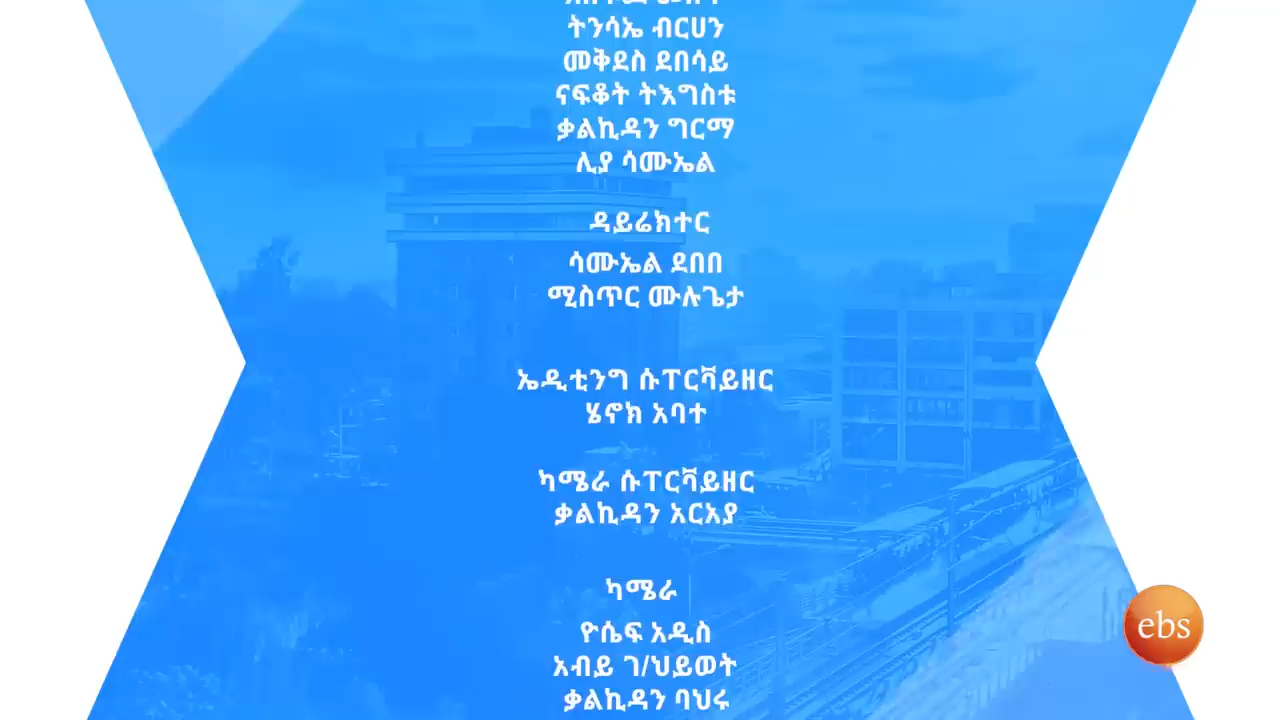 ትንሳኤ ብርሀን
መቅደስ ደበሳይ
ናፍቆት ትእግስቱ
ቃልኪዳን ግርማ
ሊያ ሳሙኤል
ዳይሬክተር
ሳሙኤል ደበበ
ሚስጥር ሙሉጌታ
ኤዲቲንግ ሱፐርቫይዘር
ሄኖክ አባተ
ካሜራ ሱፐርቫይዘር
ቃልኪዳን አርአያ
ካሜራ
ዮሴፍ አዲስ
አብይ ገ/ህይወት
ቃልኪዳን ባህሩ
ebs